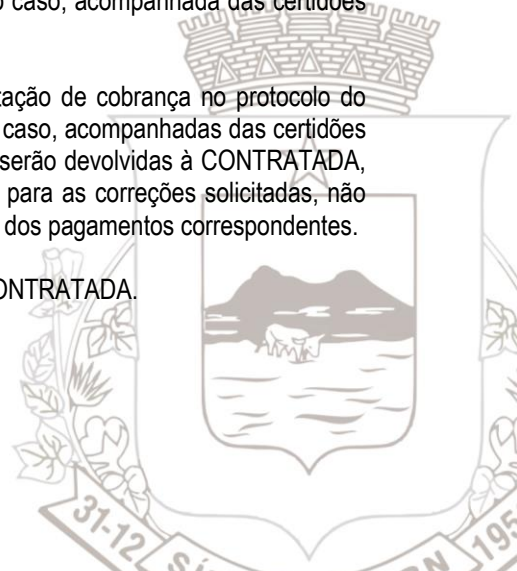 o caso, acompanhada das certidões
tação de cobrança no protocolo do
caso, acompanhadas das certidões
serão devolvidas à CONTRATADA,
para as correções solicitadas, não
dos pagamentos correspondentes.
ONTRATADA.
31-12
RN
195